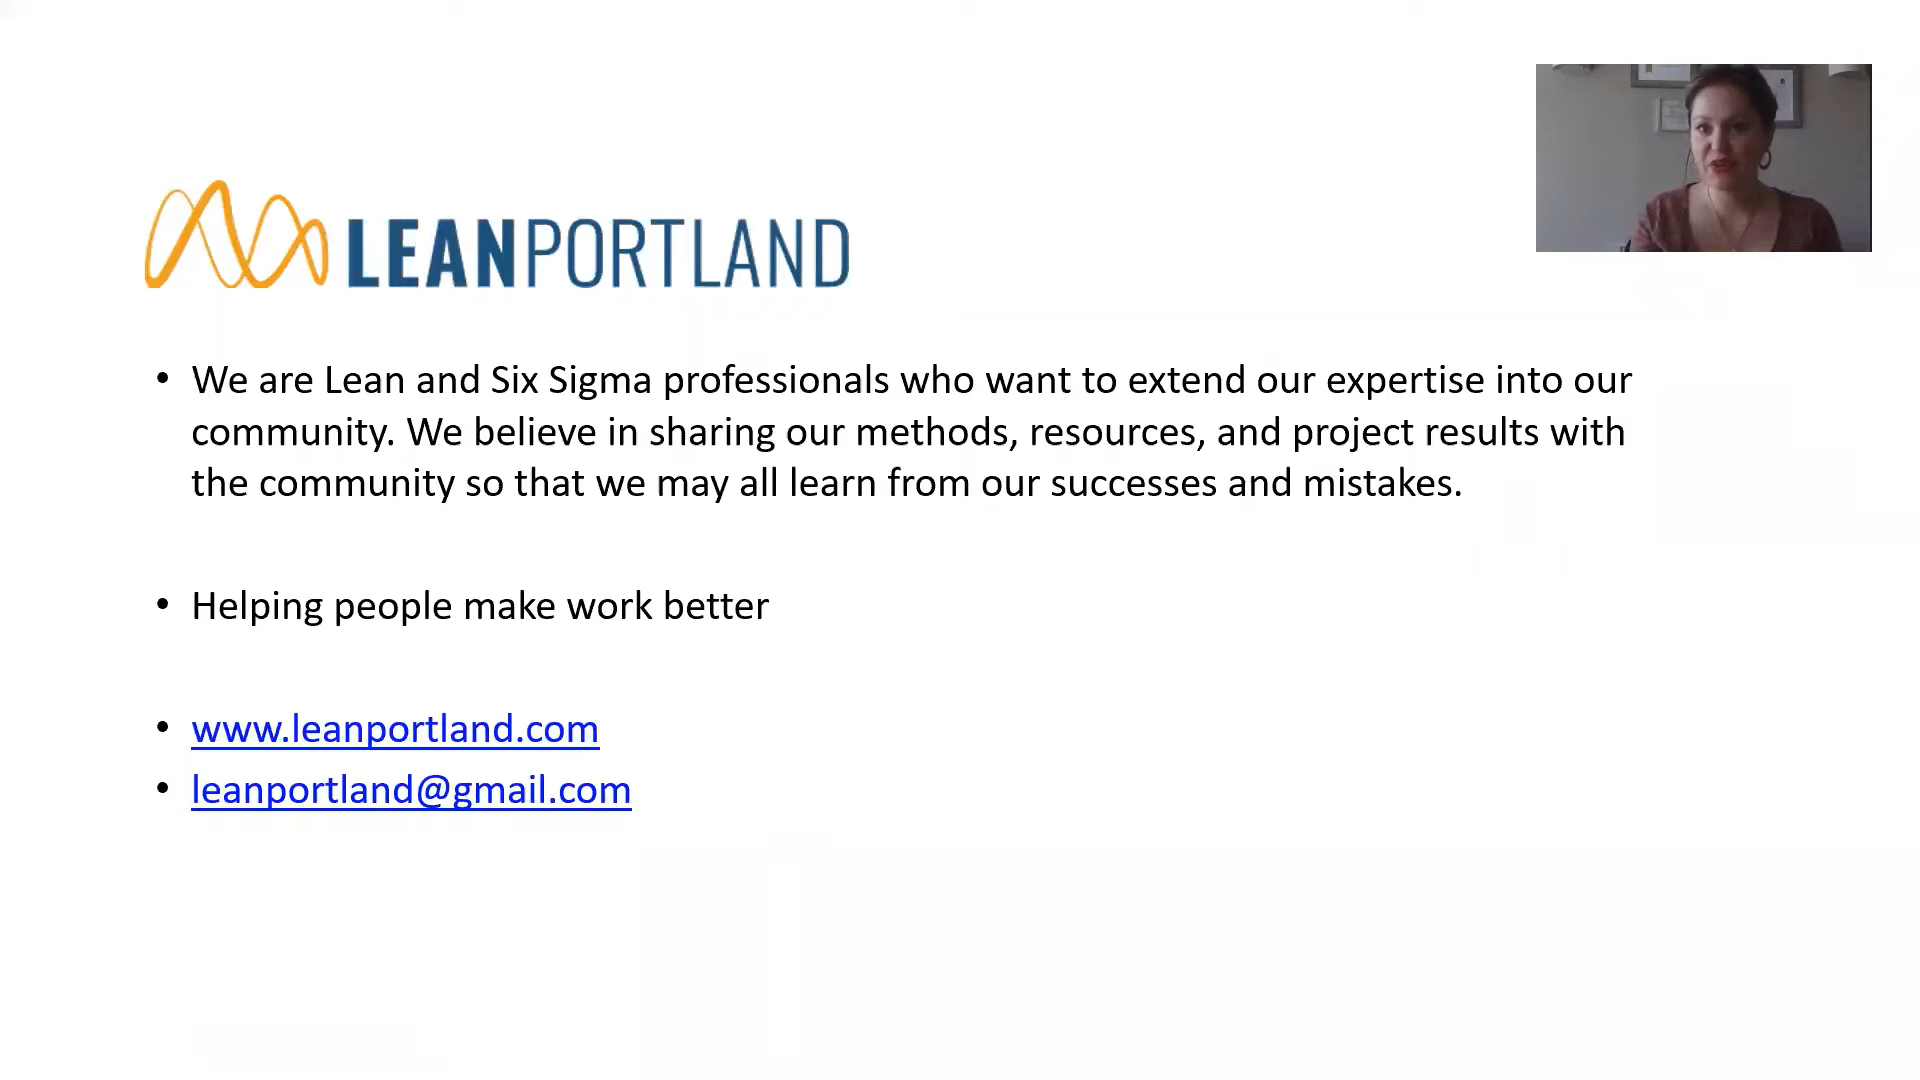 LEANPORTLAND
• We are Lean and Six Sigma professionals who want to extend our expertise into our
community. We believe in sharing our methods, resources, and project results with
the community so that we may all learn from our successes and mistakes.
• Helping people make work better
• www.leanportland.com
• leanportland@gmail.com